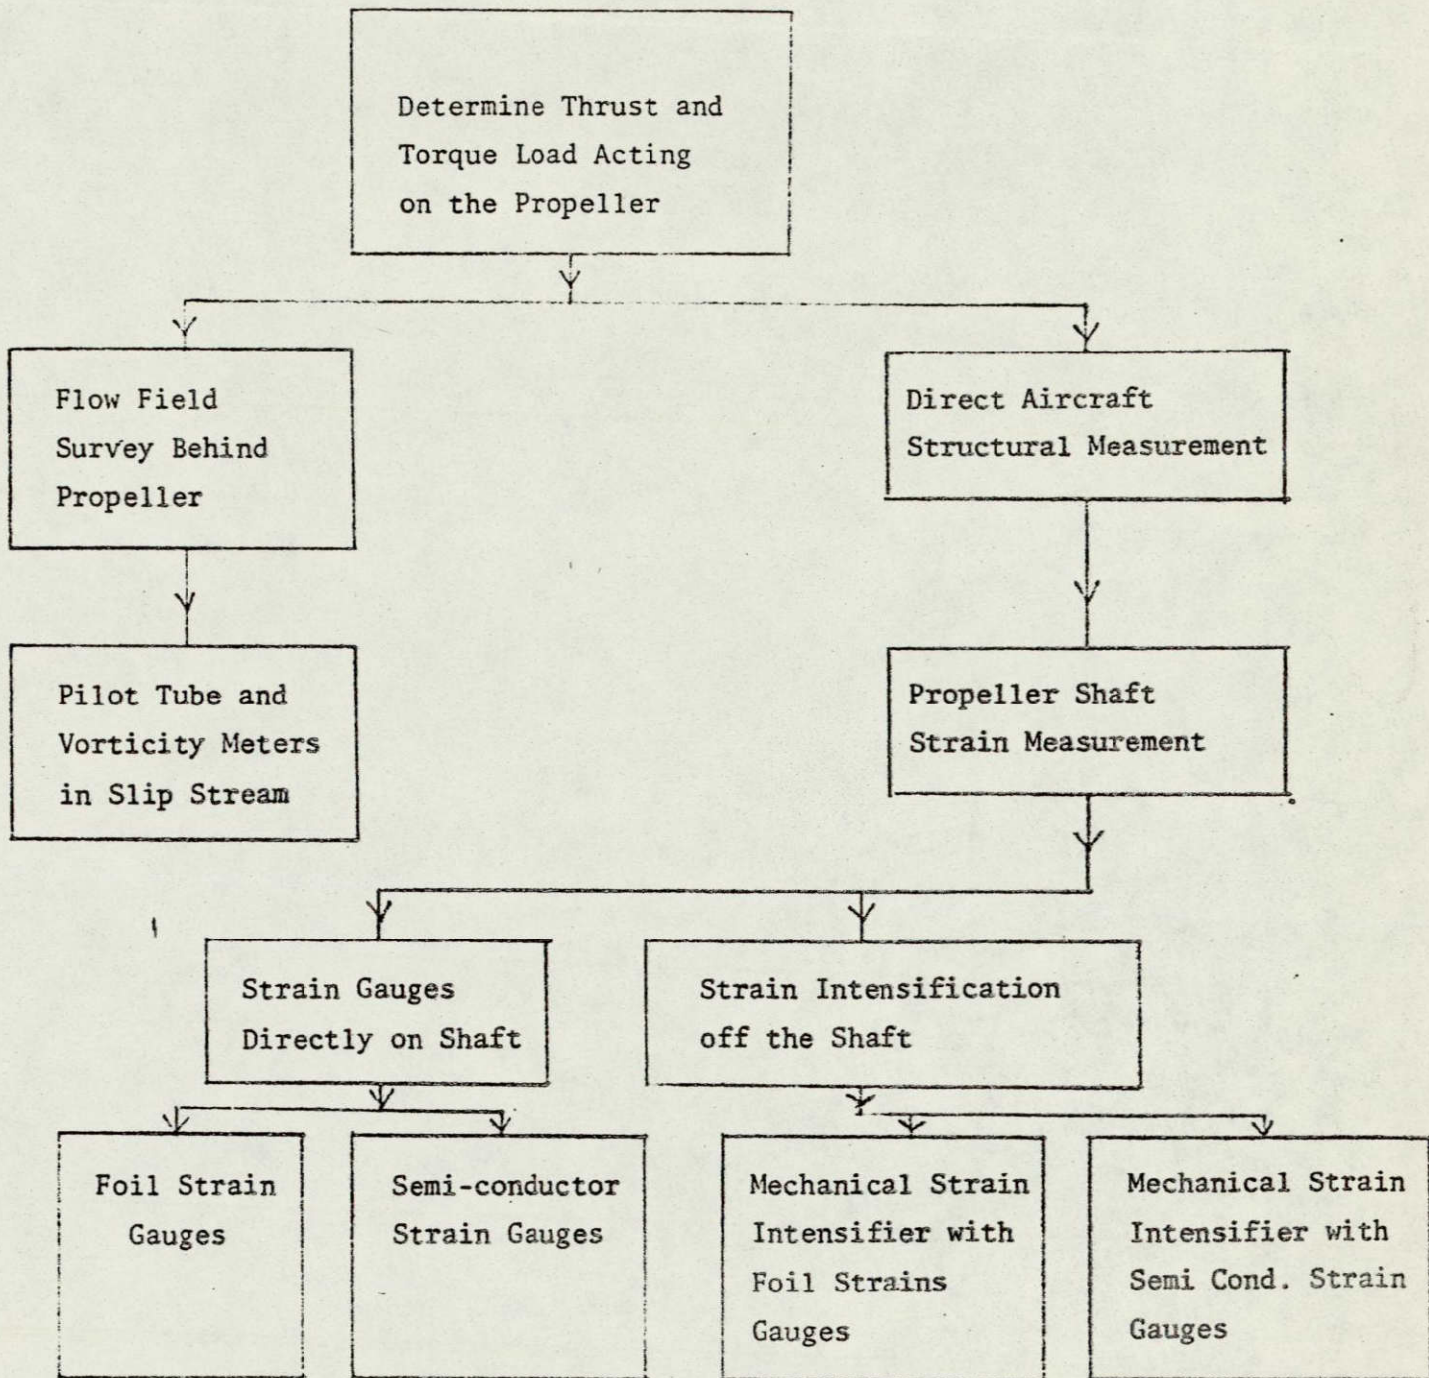 Determine Thrust and
Torque Load Acting
on the Propeller
Flow Field
Survey Behind
Propeller
Direct Aircraft
Structural Measurement
Pilot Tube and
Vorticity Meters
in Slip Stream
Propeller Shaft
Strain Measurement
Strain Gauges
Directly on Shaft
Strain Intensification
off the Shaft
Foil Strain
Gauges
Semi-conductor
Strain Gauges
Mechanical Strain
Intensifier with
Foil Strains
Gauges
Mechanical Strain
Intensifier with
Semi Cond. Strain
Gauges